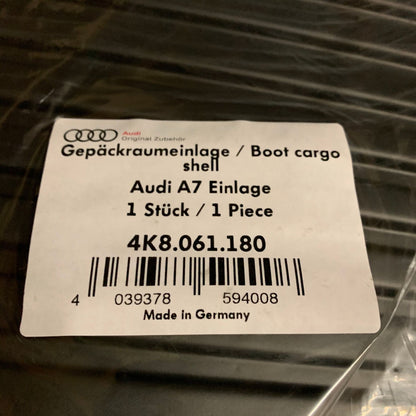 Audi
Original Zubehör
Gepäckraumeinlage / Boot cargo
shell
Audi A7 Einlage
1 Stück / 1 Piece
4K8.061.180
4 039378 594008
Made in Germany